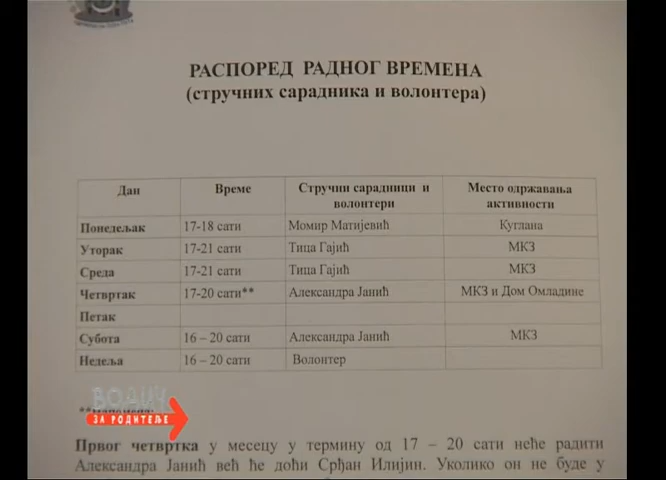 РАСПОРЕД РАДНОГ ВРЕМЕНА
(стручних сарадника и волонтера)
Дан Време Стручни сарадници и волонтери Место одржавања активности
Понедељак 17-18 сати Момир Матијевић Куглана
Уторак 17-21 сати Тица Гајић МКЗ
Среда 17-21 сати Тица Гајић МКЗ
Четвртак 17-20 сати** Александра Јанић МКЗ и Дом Омладине
Петак
Субота 16 – 20 сати Александра Јанић МКЗ
Недеља 16 – 20 сати Волонтер
ВОДИЧ
ЗА РОДИТЕЉЕ
Првог четвртка у месецу у термину од 17 – 20 сати неће радити
Александра Јанић већ ће доћи Срђан Илијин. Уколико он не буде у